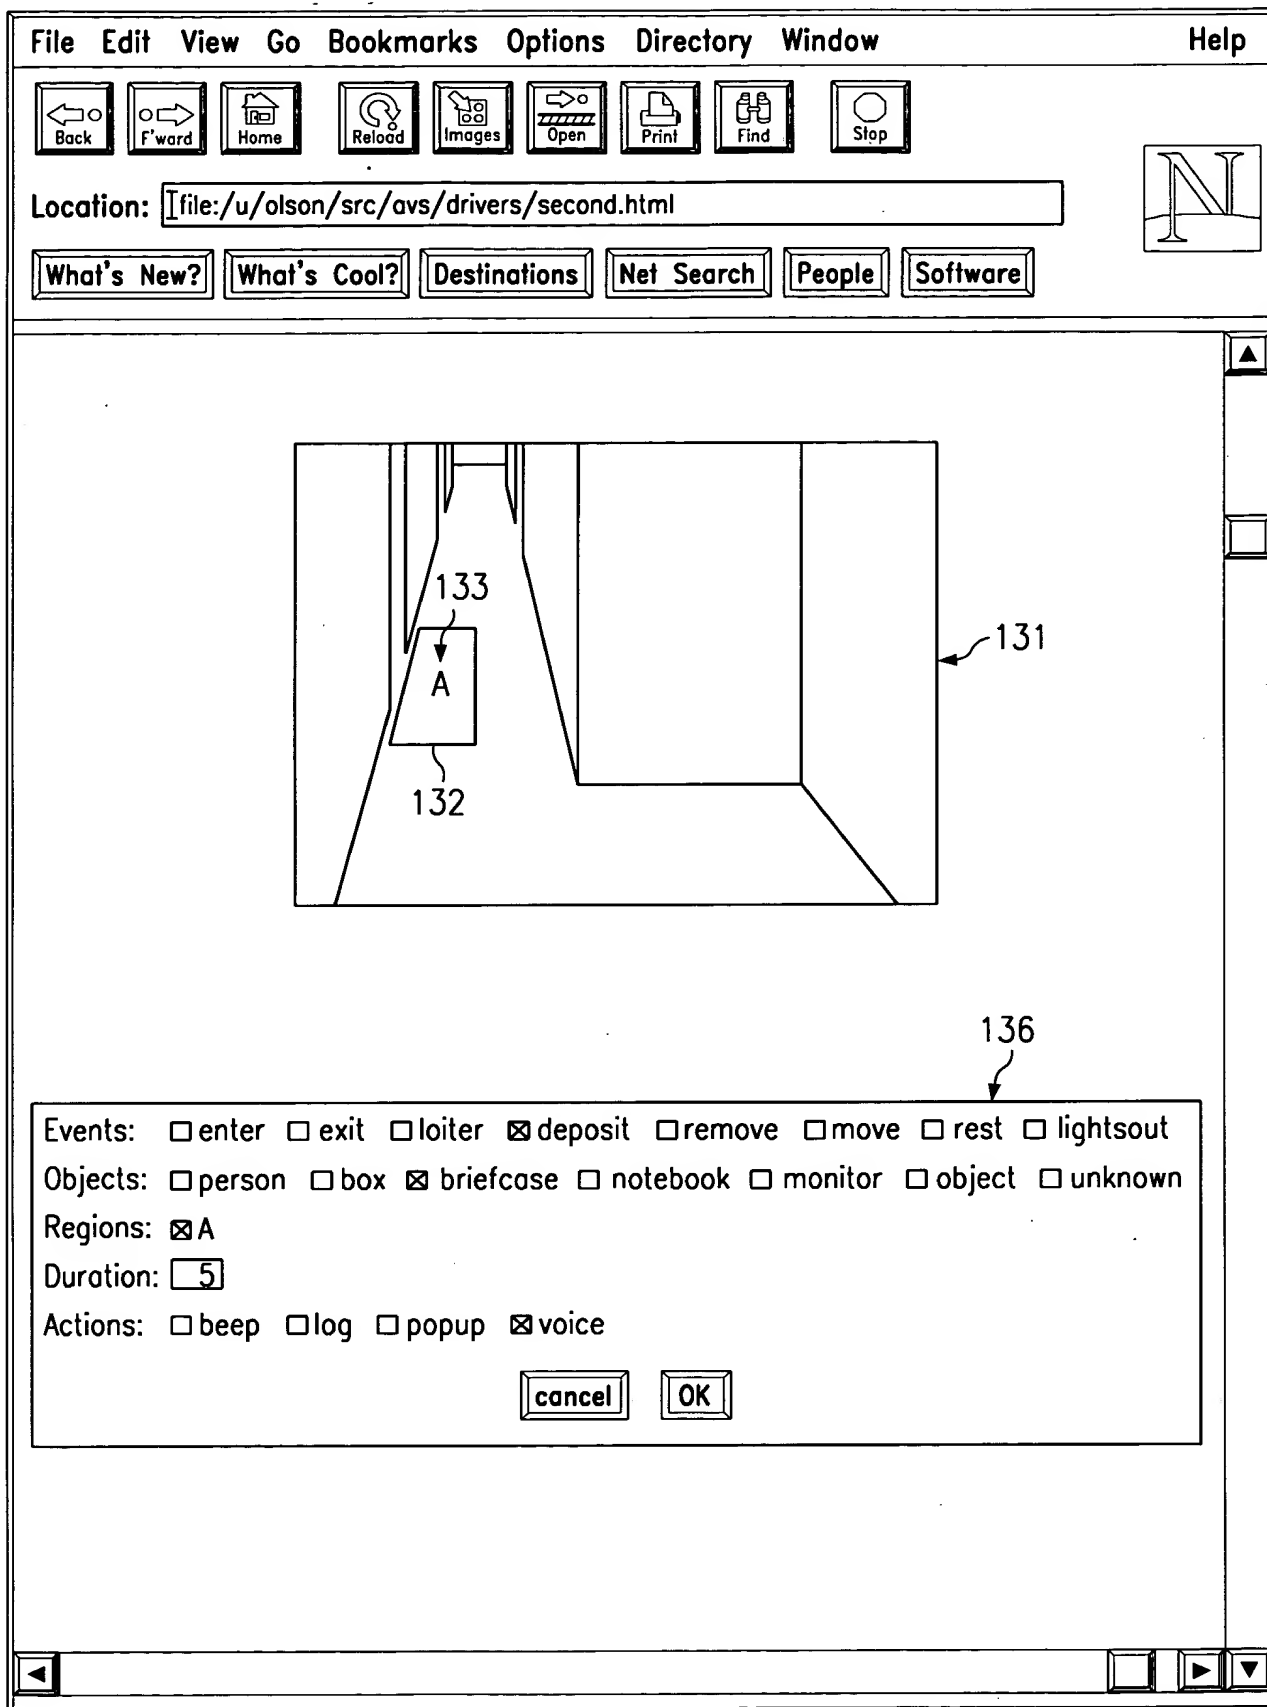 File Edit View Go Bookmarks Options Directory Window Help
Back F'ward Home Reload Images Open Print Find Stop
N
Location: file:/u/olson/src/avs/drivers/second.html
What's New? What's Cool? Destinations Net Search People Software
133
131
A
132
136
Events: enter exit loiter deposit remove move rest lightsout
Objects: person box briefcase notebook monitor object unknown
Regions: A
Duration: 5
Actions: beep log popup voice
cancel OK